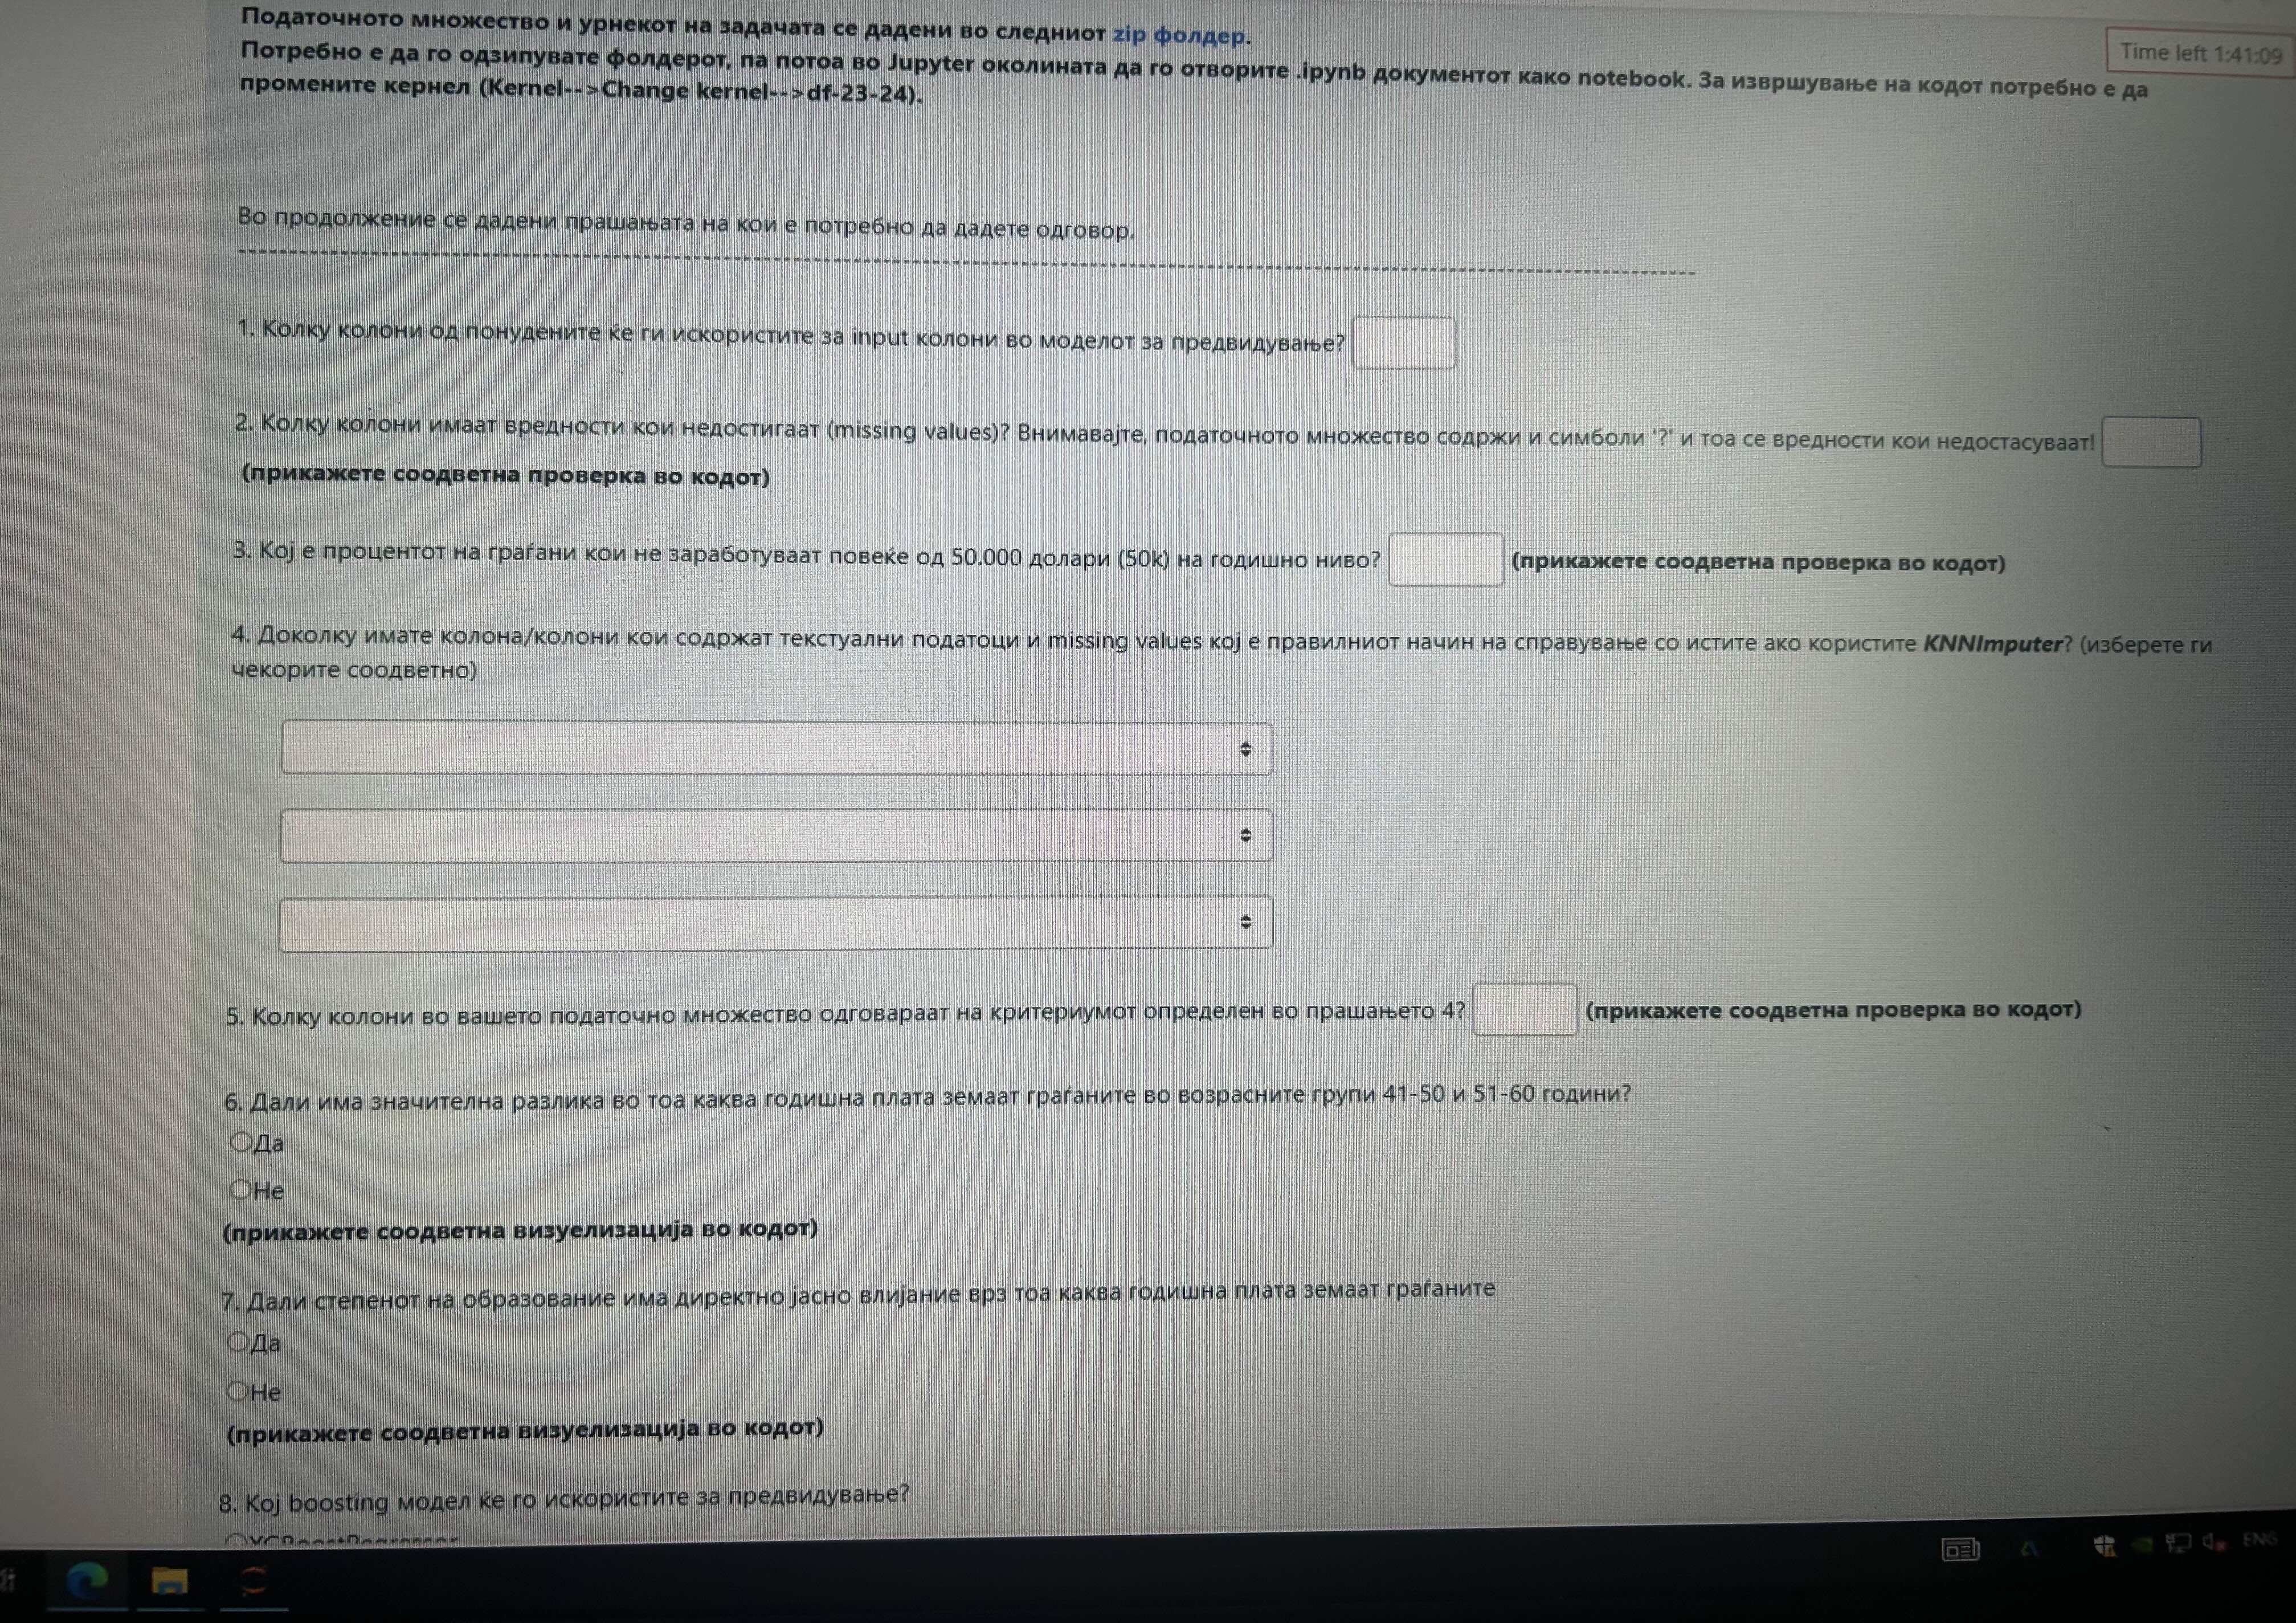 Податочното множество и урнекот на задачата се дадени во следниот zip фолдер.
Time left 1:41:09
Потребно е да го одзипувате фолдерот, па потоа во Jupyter околината да го отворите .ipynb документот како notebook. За извршување на кодот потребно е да
промените кернел (Kernel-->Change kernel-->df-23-24).
Во продолжение се дадени прашањата на кои е потребно да дадете одговор.
1. Колку колони од понудените ќе ги искористите за input колони во моделот за предвидување?
2. Колку колони имаат вредности кои недостигаат (missing values)? Внимавајте, податочното множество содржи и симболи '?' и тоа се вредности кои недостасуваат!
(прикажете соодветна проверка во кодот)
3. Кој е процентот на граѓани кои не заработуваат повеќе од 50.000 долари (50k) на годишно ниво? (прикажете соодветна проверка во кодот)
4. Доколку имате колона/колони кои содржат текстуални податоци и missing values кој е правилниот начин на справување со истите ако користите KNNImputer? (изберете ги
чекорите соодветно)
5. Колку колони во вашето податочно множество одговараат на критериумот определен во прашањето 4? (прикажете соодветна проверка во кодот)
6. Дали има значителна разлика во тоа каква годишна плата земаат граѓаните во возрасните групи 41-50 и 51-60 години?
Да
Не
(прикажете соодветна визуелизација во кодот)
7. Дали степенот на образование има директно јасно влијание врз тоа каква годишна плата земаат граѓаните
Да
Не
(прикажете соодветна визуелизација во кодот)
8. Кој boosting модел ќе го искористите за предвидување?
ENG